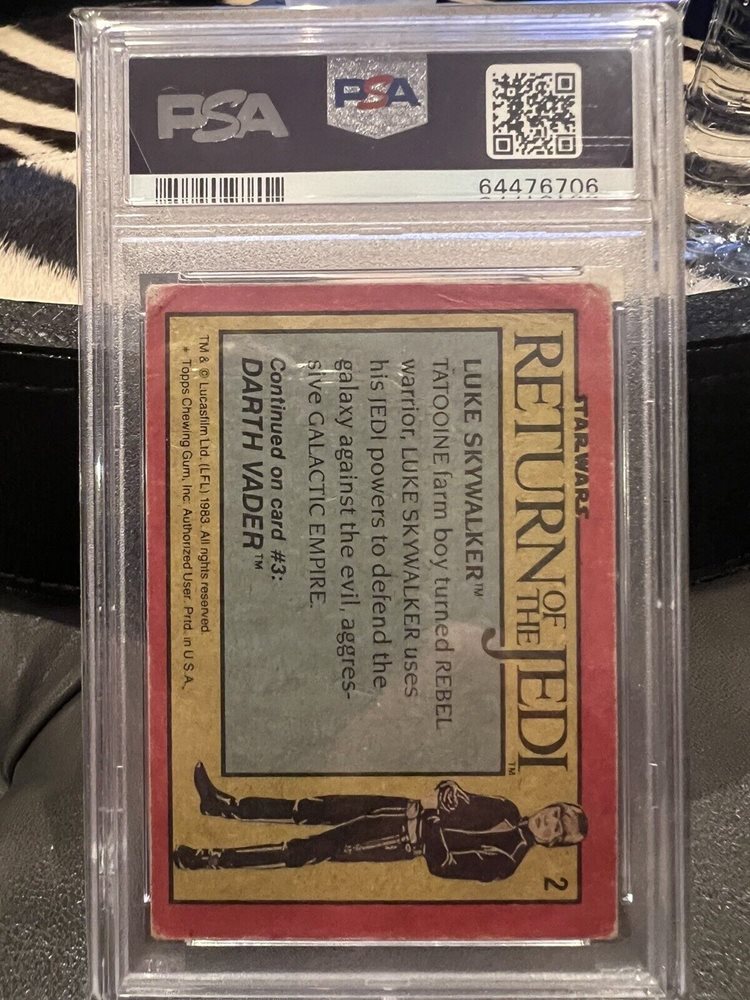 PSA
PSA
64476706
STAR WARS
RETURN OF THE JEDI™
2
LUKE SKYWALKER™
TATOOINE farm boy turned REBEL
warrior, LUKE SKYWALKER uses
his JEDI powers to defend the
galaxy against the evil, aggres-
sive GALACTIC EMPIRE.
Continued on card #3:
DARTH VADER™
TM & © Lucasfilm Ltd. (LFL) 1983. All rights reserved
* Topps Chewing Gum, Inc. Authorized User. Prtd. in U.S.A.